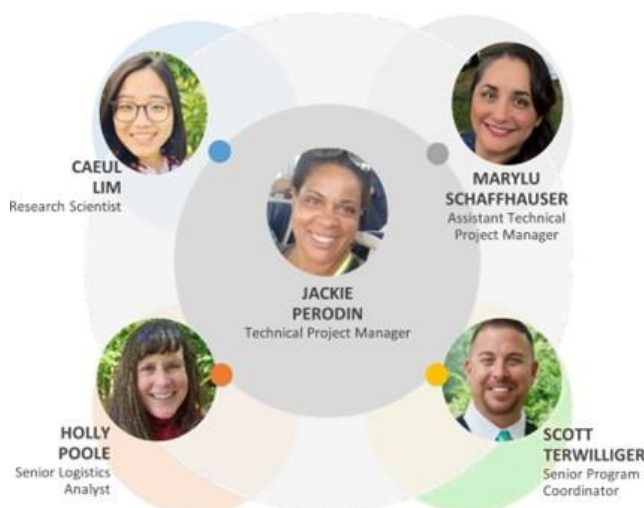 CAEUL
LIM
Research Scientist
MARYLU
SCHAFFHAUSER
Assistant Technical
Project Manager
JACKIE
PERODIN
Technical Project Manager
HOLLY
POOLE
Senior Logistics
Analyst
SCOTT
TERWILLIGER
Senior Program
Coordinator